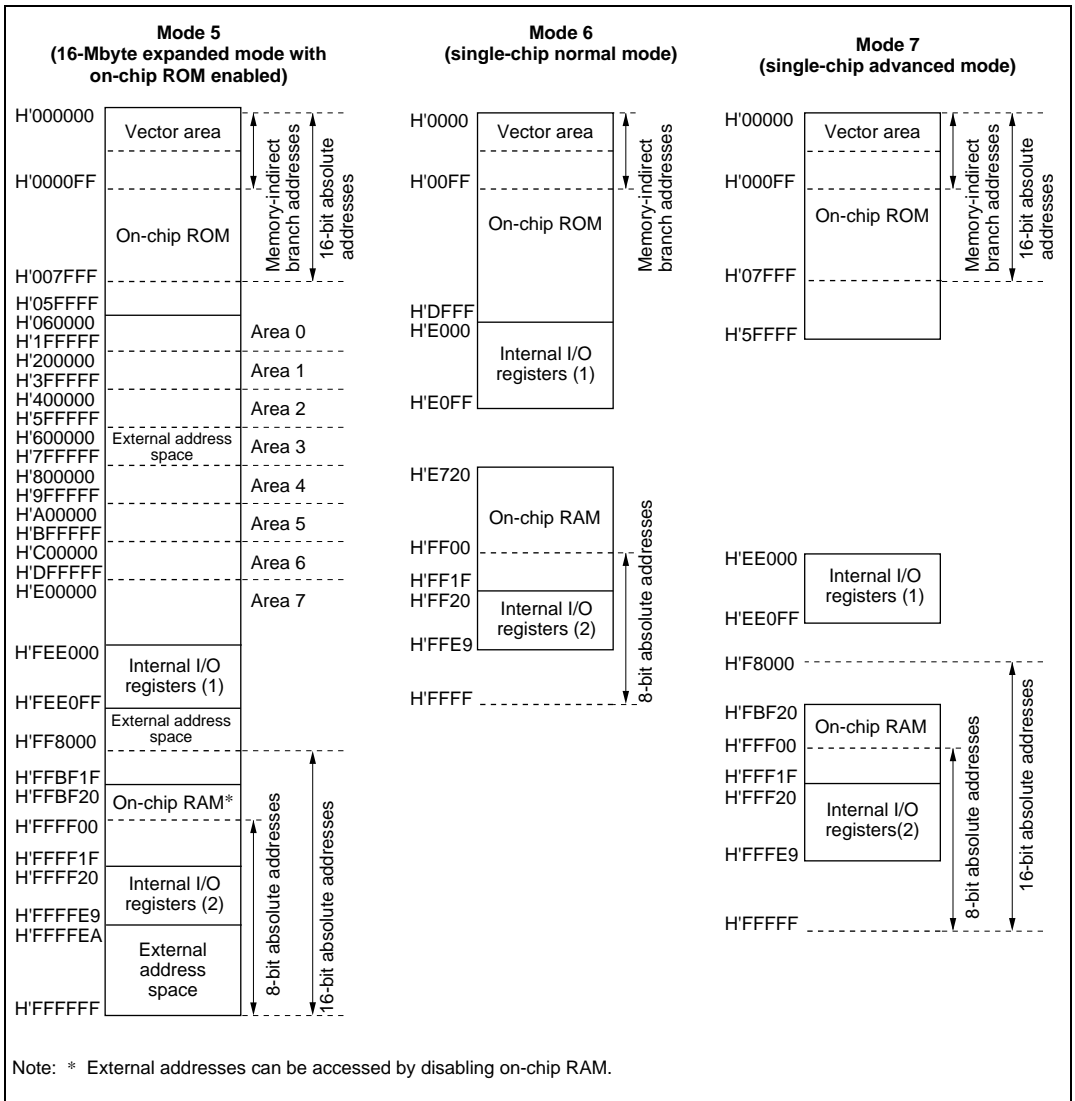 Mode 5
(16-Mbyte expanded mode with
on-chip ROM enabled)
H'000000
Vector area
H'0000FF
On-chip ROM
H'007FFF
H'05FFFF
H'060000
H'1FFFFF
H'200000
H'3FFFFF
H'400000
H'5FFFFF
H'600000
H'7FFFFF
H'800000
H'9FFFFF
H'A00000
H'BFFFFF
H'C00000
H'DFFFFF
H'E00000
External address
space
Area 0
Area 1
Area 2
Area 3
Area 4
Area 5
Area 6
Area 7
H'FEE000
Internal I/O
registers (1)
H'FEE0FF
External address
space
H'FF8000
H'FFBF1F
H'FFBF20
On-chip RAM*
H'FFFF00
H'FFFF1F
H'FFFF20
Internal I/O
registers (2)
H'FFFFE9
H'FFFFEA
External
address
space
H'FFFFFF
Memory-indirect
branch addresses
16-bit absolute
addresses
8-bit absolute addresses
16-bit absolute addresses
Mode 6
(single-chip normal mode)
H'0000
Vector area
H'00FF
On-chip ROM
H'DFFF
H'E000
Internal I/O
registers (1)
H'E0FF
H'E720
On-chip RAM
H'FF00
H'FF1F
H'FF20
Internal I/O
registers (2)
H'FFE9
H'FFFF
Memory-indirect
branch addresses
8-bit absolute addresses
Mode 7
(single-chip advanced mode)
H'00000
Vector area
H'000FF
On-chip ROM
H'07FFF
H'5FFFF
Memory-indirect
branch addresses
16-bit absolute
addresses
H'EE000
Internal I/O
registers (1)
H'EE0FF
H'F8000
H'FBF20
On-chip RAM
H'FFF00
H'FFF1F
H'FFF20
Internal I/O
registers(2)
H'FFFE9
H'FFFFF
8-bit absolute addresses
16-bit absolute addresses
Note: * External addresses can be accessed by disabling on-chip RAM.